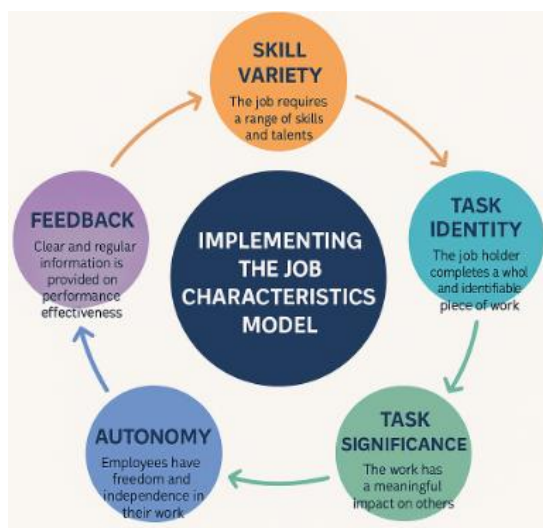 SKILL
VARIETY
The job requires
a range of skills
and talents
TASK
IDENTITY
The job holder
completes a whol
and identifiable
piece of work
TASK
SIGNIFICANCE
The work has
a meaningful
impact on others
AUTONOMY
Employees have
freedom and
independence in
their work
FEEDBACK
Clear and regular
information is
provided on
performance
effectiveness
IMPLEMENTING
THE JOB
CHARACTERISTICS
MODEL